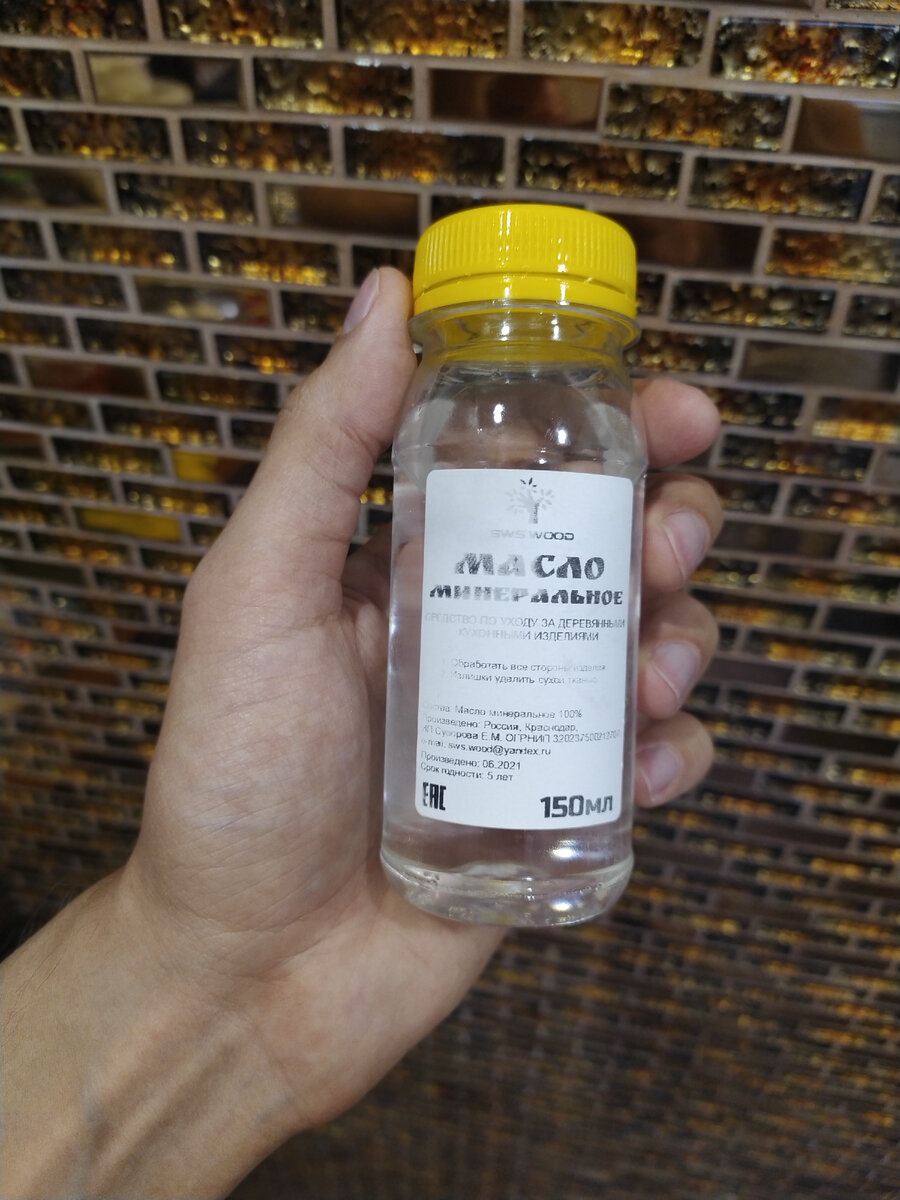 SWS WOOD
МАСЛО
МИНЕРАЛЬНОЕ
СРЕДСТВО ПО УХОДУ ЗА ДЕРЕВЯННЫМИ
КУХОННЫМИ ИЗДЕЛИЯМИ
1. Обработать все стороны изделия
2. Излишки удалить сухой тканью
Состав: Масло минеральное 100%
Произведено: Россия, Краснодар,
ИП Суворова Е.М. ОГРНИП
e-mail: sws.wood@yandex.ru
Произведено: 06.2021
Срок годности: 5 лет
EAC
150мл